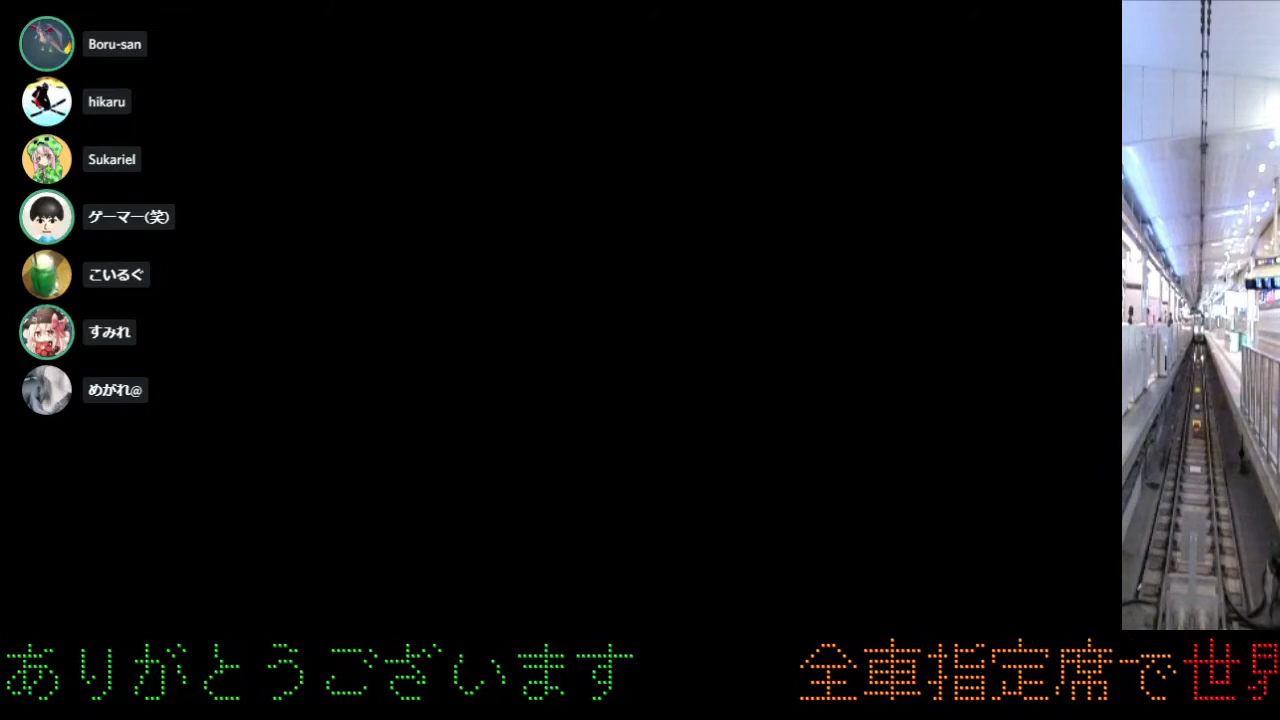 Boru-san
hikaru
Sukariel
ゲーマー(笑)
こいるぐ
すみれ
めがれ@
ありがとうございます 全車指定席で世